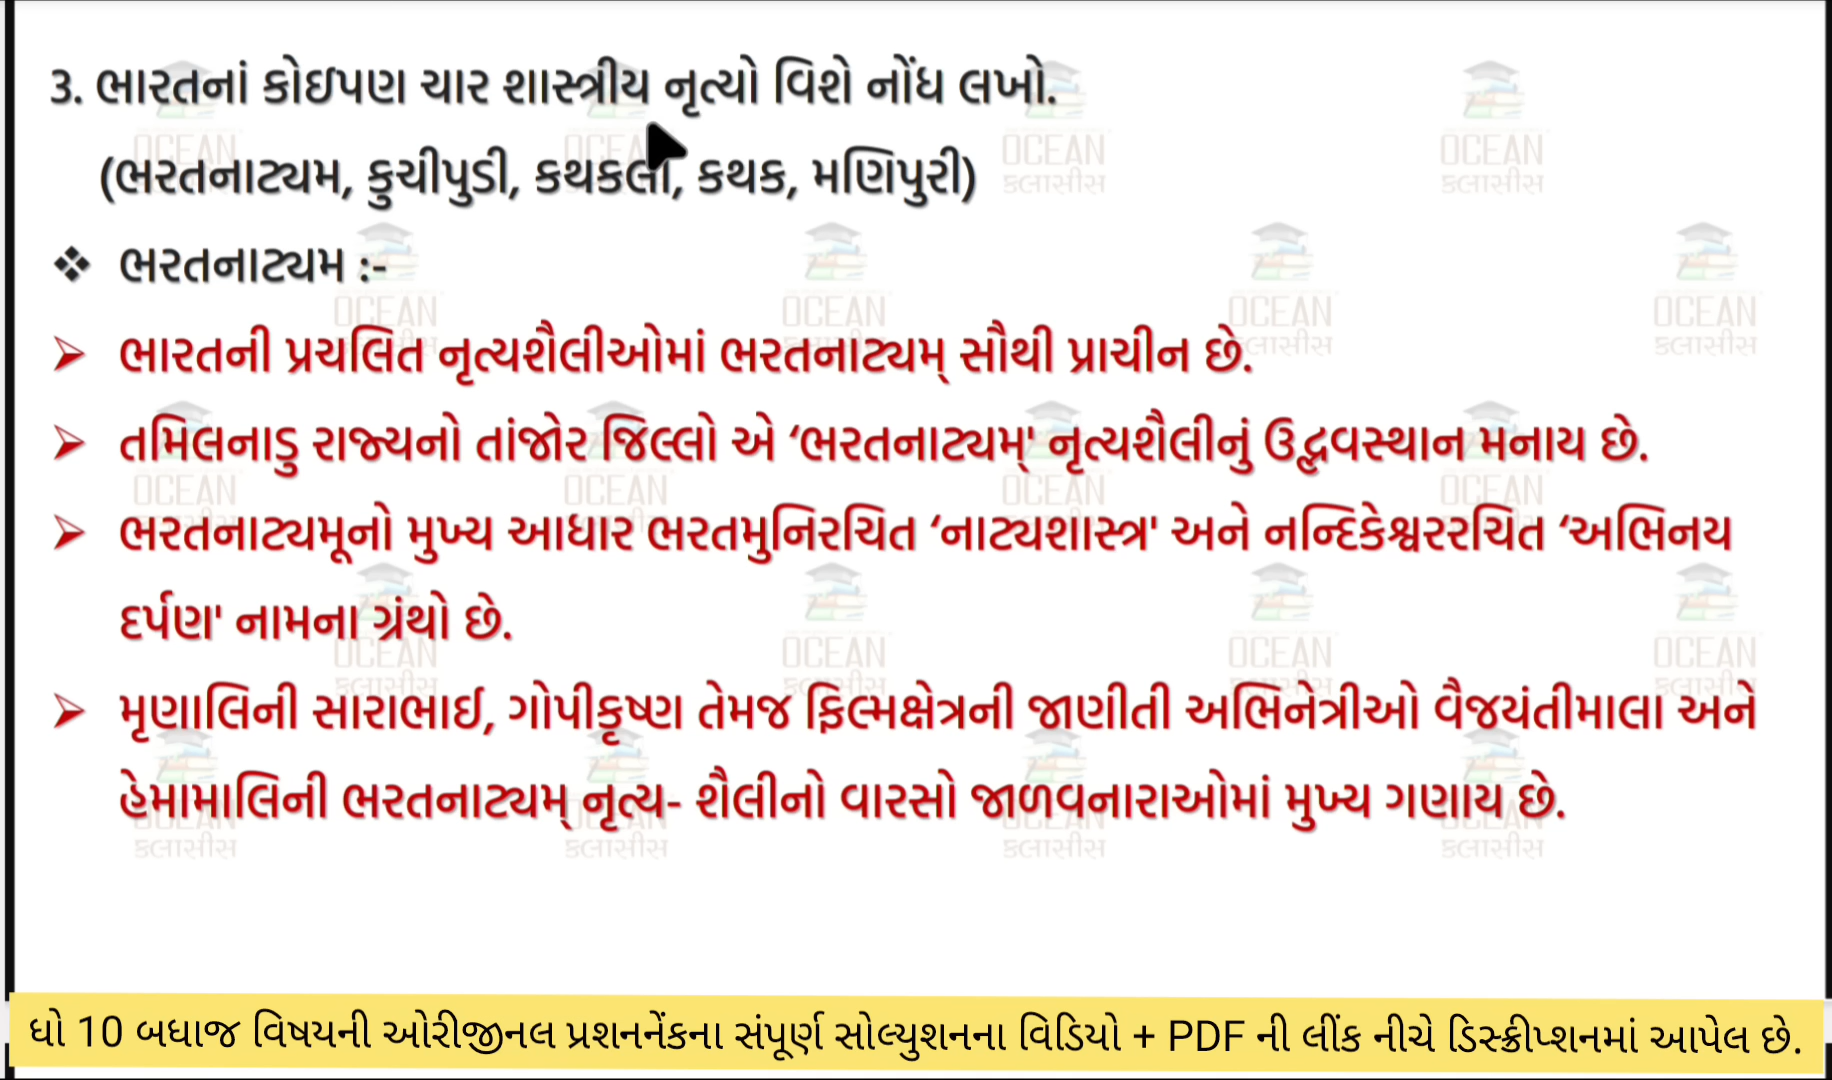 3. ભારતનાં કોઈપણ ચાર શાસ્ત્રીય નૃત્યો વિશે નોંધ લખો.
(ભરતનાટ્યમ, કુચીપુડી, કથકલી, કથક, મણિપુરી)
❖ ભરતનાટ્યમ :-
➢ ભારતની પ્રચલિત નૃત્યશૈલીઓમાં ભરતનાટ્યમ્ સૌથી પ્રાચીન છે.
➢ તમિલનાડુ રાજ્યનો તાંજોર જિલ્લો એ ‘ભરતનાટ્યમ્' નૃત્યશૈલીનું ઉદ્ભવસ્થાન મનાય છે.
➢ ભરતનાટ્યમૂનો મુખ્ય આધાર ભરતમુનિરચિત ‘નાટ્યશાસ્ત્ર' અને નન્દિકેશ્વરરચિત ‘અભિનય
દર્પણ' નામના ગ્રંથો છે.
➢ મૃણાલિની સારાભાઈ, ગોપીકૃષ્ણ તેમજ ફિલ્મક્ષેત્રની જાણીતી અભિનેત્રીઓ વૈજયંતીમાલા અને
હેમામાલિની ભરતનાટ્યમ્ નૃત્ય- શૈલીનો વારસો જાળવનારાઓમાં મુખ્ય ગણાય છે.
OCEAN
ક્લાસીસ
ધો 10 બધાજ વિષયની ઓરીજીનલ પ્રશનનેંકના સંપૂર્ણ સોલ્યુશનના વિડિયો + PDF ની લીંક નીચે ડિસ્ક્રીપ્શનમાં આપેલ છે.